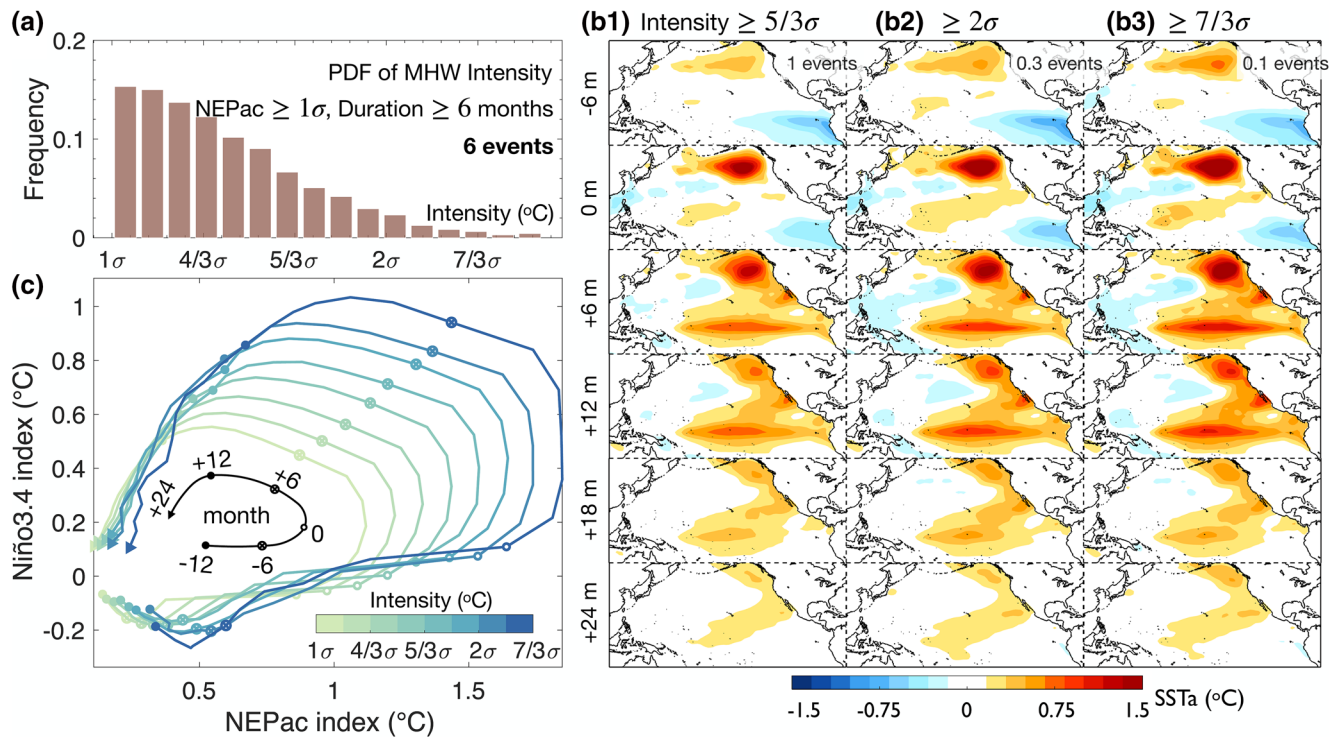 (a)
0.2
0.1
0
Frequency
PDF of MHW Intensity
NEPac ≥ 1σ, Duration ≥ 6 months
6 events
Intensity (°C)
1σ 4/3σ 5/3σ 2σ 7/3σ
(b1) Intensity ≥ 5/3σ (b2) ≥ 2σ (b3) ≥ 7/3σ
1 events 0.3 events 0.1 events
-6 m
0 m
+6 m
+12 m
+18 m
+24 m
-1.5 -0.75 0 0.75 1.5
SSTa (°C)
(c)
1
0.8
0.6
0.4
0.2
0
-0.2
Niño3.4 index (°C)
+12
+6
+24
month
0
-12
-6
Intensity (°C)
1σ 4/3σ 5/3σ 2σ 7/3σ
0.5 1 1.5
NEPac index (°C)